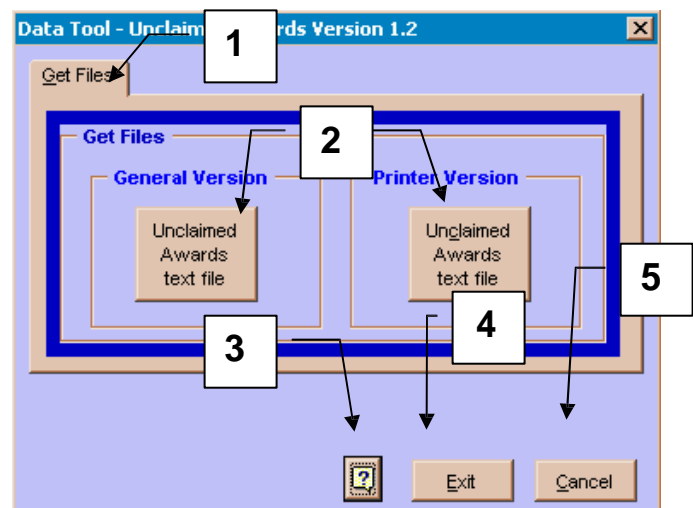 Data Tool - Unclaim rds Version 1.2
1
Get Files
2
Get Files
General Version
Printer Version
Unclaimed
Awards
text file
Unclaimed
Awards
text file
5
4
3
?
Exit
Cancel